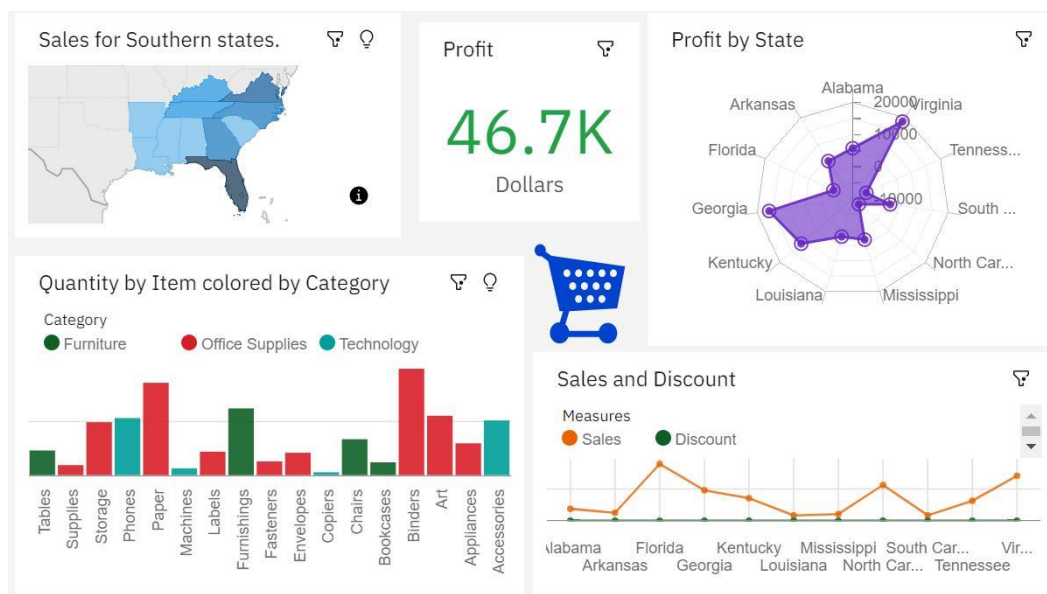 Sales for Southern states.
Profit
46.7K
Dollars
Profit by State
Alabama
Arkansas
20000
Virginia
10000
Florida
Tenness...
0
-10000
Georgia
South ...
Kentucky
North Car...
Louisiana
Mississippi
Quantity by Item colored by Category
Category
Furniture Office Supplies Technology
Tables
Supplies
Storage
Phones
Paper
Machines
Labels
Furnishings
Fasteners
Envelopes
Copiers
Chairs
Bookcases
Binders
Art
Appliances
Accessories
Sales and Discount
Measures
Sales Discount
Alabama Florida Kentucky Mississippi South Car... Vir...
Arkansas Georgia Louisiana North Car... Tennessee